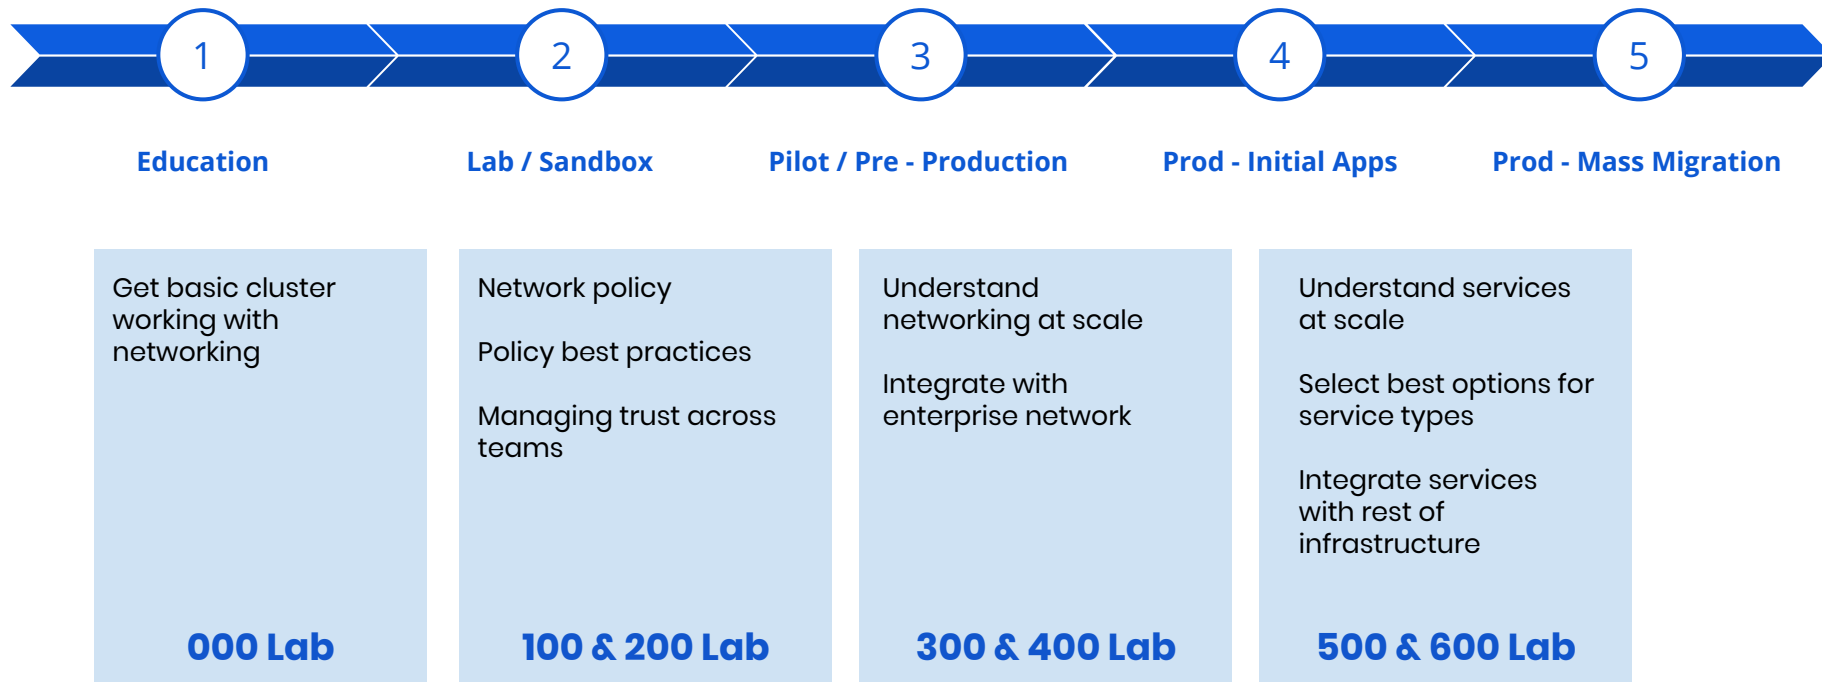 1
2
3
4
5
Education
Lab / Sandbox
Pilot / Pre - Production
Prod - Initial Apps
Prod - Mass Migration
Get basic cluster
working with
networking
000 Lab
Network policy
Policy best practices
Managing trust across
teams
100 & 200 Lab
Understand
networking at scale
Integrate with
enterprise network
300 & 400 Lab
Understand services
at scale
Select best options for
service types
Integrate services
with rest of
infrastructure
500 & 600 Lab